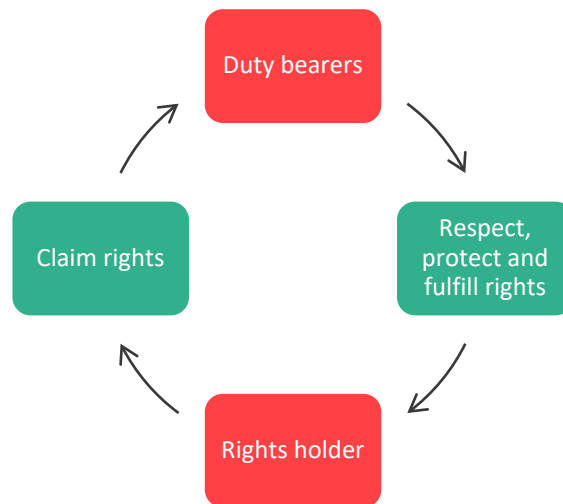 Duty bearers
Claim rights
Respect,
protect and
fulfill rights
Rights holder